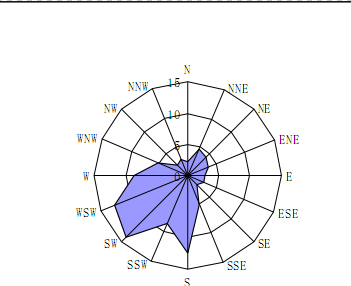 N
NNW 15 NNE
NW 10 NE
WNW 5 ENE
W 0 E
WSW ESE
SW SE
SSW SSE
S